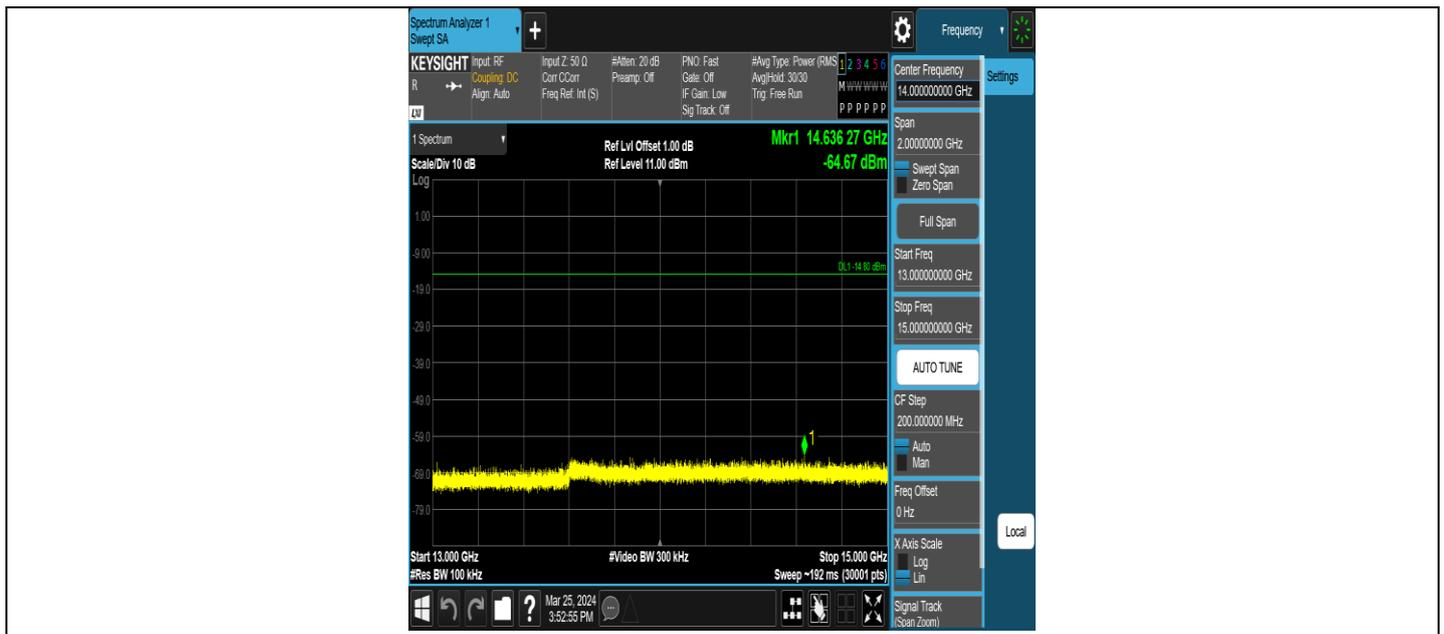 Spectrum Analyzer 1
Swept SA
Frequency
KEYSIGHT
R
LXI
Input: RF
Coupling: DC
Align: Auto
Input Z: 50 Ω
Corr CCorr
Freq Ref: Int (S)
#Atten: 20 dB
Preamp: Off
PNO: Fast
Gate: Off
IF Gain: Low
Sig Track: Off
#Avg Type: Power (RMS
Avg|Hold: 30/30
Trig: Free Run
1 2 3 4 5 6
M W W W W W
P P P P P P
1 Spectrum
Scale/Div 10 dB
Log
Ref Lvl Offset 1.00 dB
Ref Level 11.00 dBm
Mkr1 14.636 27 GHz
-64.67 dBm
1.00
-9.00
DL1 -14.80 dBm
-19.0
-29.0
-39.0
-49.0
-59.0
1
-69.0
-79.0
Start 13.000 GHz
#Res BW 100 kHz
#Video BW 300 kHz
Stop 15.000 GHz
Sweep ~192 ms (30001 pts)
Mar 25, 2024
3:52:55 PM
Center Frequency
14.00000000 GHz
Settings
Span
2.00000000 GHz
Swept Span
Zero Span
Full Span
Start Freq
13.000000000 GHz
Stop Freq
15.000000000 GHz
AUTO TUNE
CF Step
200.000000 MHz
Auto
Man
Freq Offset
0 Hz
X Axis Scale
Log
Lin
Local
Signal Track
(Span Zoom)